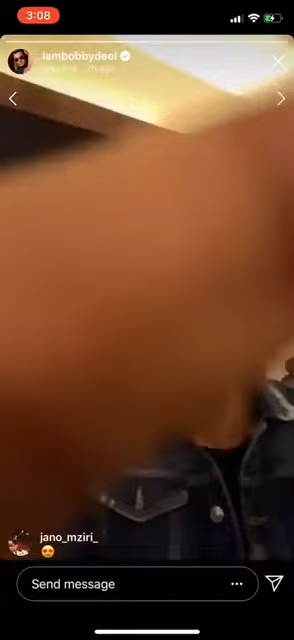 3:08
iambobbydeol
jano_mziri_
😍
Send message